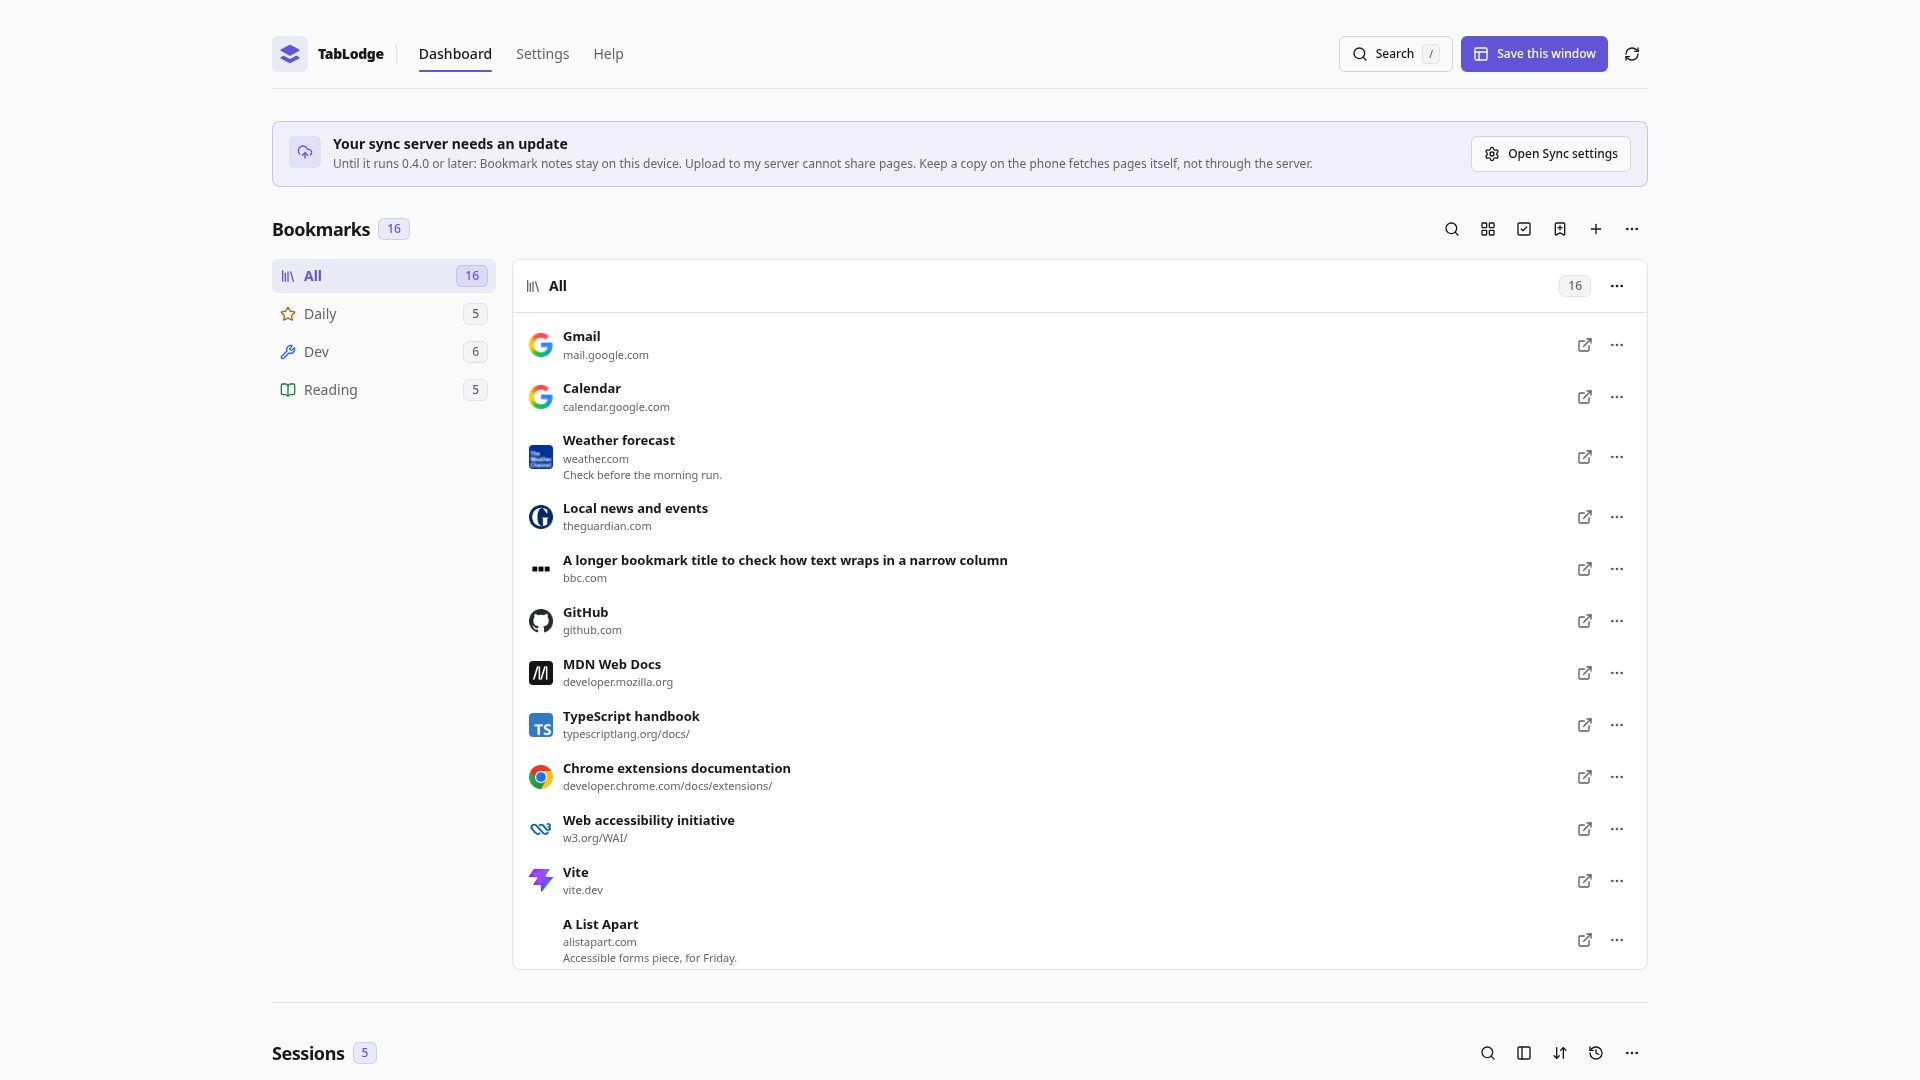 TabLodge
Dashboard
Settings
Help
Search /
Save this window
Your sync server needs an update
Until it runs 0.4.0 or later: Bookmark notes stay on this device. Upload to my server cannot share pages. Keep a copy on the phone fetches pages itself, not through the server.
Open Sync settings
Bookmarks 16
All 16
Daily 5
Dev 6
Reading 5
All 16
Gmail
mail.google.com
Calendar
calendar.google.com
The Weather Channel
Weather forecast
weather.com
Check before the morning run.
Local news and events
theguardian.com
A longer bookmark title to check how text wraps in a narrow column
bbc.com
GitHub
github.com
MDN Web Docs
developer.mozilla.org
TS
TypeScript handbook
typescriptlang.org/docs/
Chrome extensions documentation
developer.chrome.com/docs/extensions/
Web accessibility initiative
w3.org/WAI/
Vite
vite.dev
A List Apart
alistapart.com
Accessible forms piece, for Friday.
Sessions 5